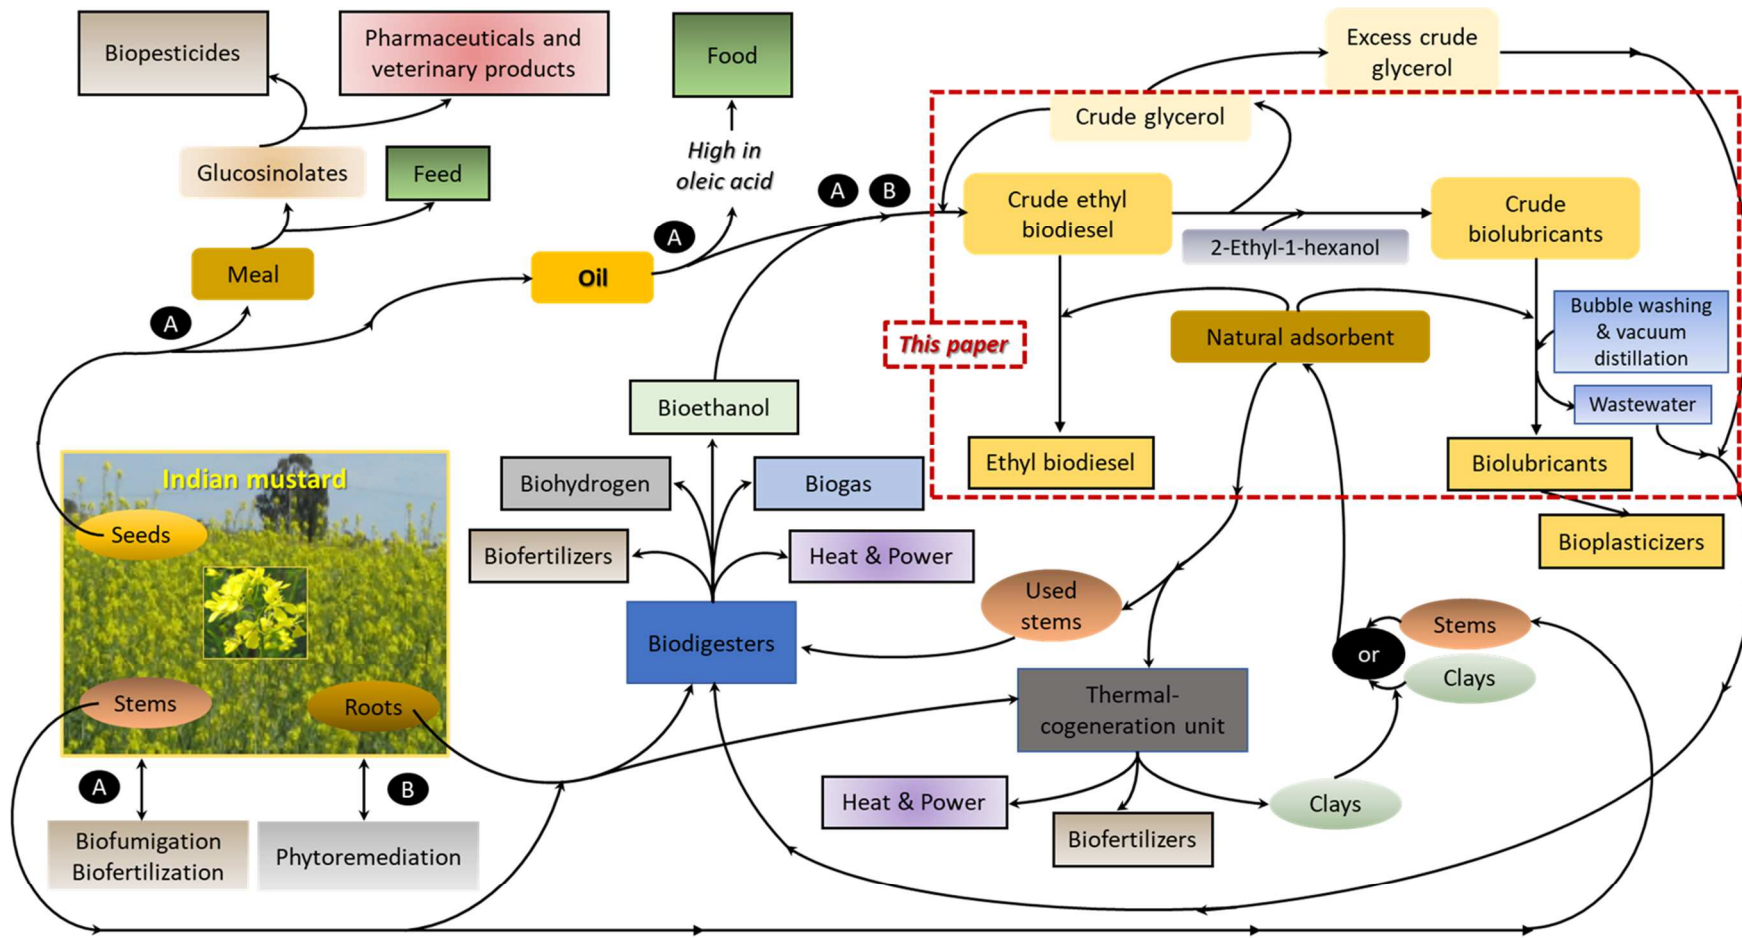 Biopesticides
Pharmaceuticals and
veterinary products
Food
Excess crude
glycerol
Crude glycerol
High in
oleic acid
Glucosinolates
Feed
A
B
Crude ethyl
biodiesel
Crude
biolubricants
2-Ethyl-1-hexanol
A
Meal
Oil
A
Bubble washing
& vacuum
distillation
Natural adsorbent
This paper
Wastewater
Bioethanol
Ethyl biodiesel
Biolubricants
Indian mustard
Biohydrogen
Biogas
Seeds
Biofertilizers
Heat & Power
Bioplasticizers
Used
stems
Biodigesters
Stems
or
Clays
Stems
Roots
Thermal-
cogeneration unit
A
B
Heat & Power
Clays
Biofertilizers
Biofumigation
Biofertilization
Phytoremediation